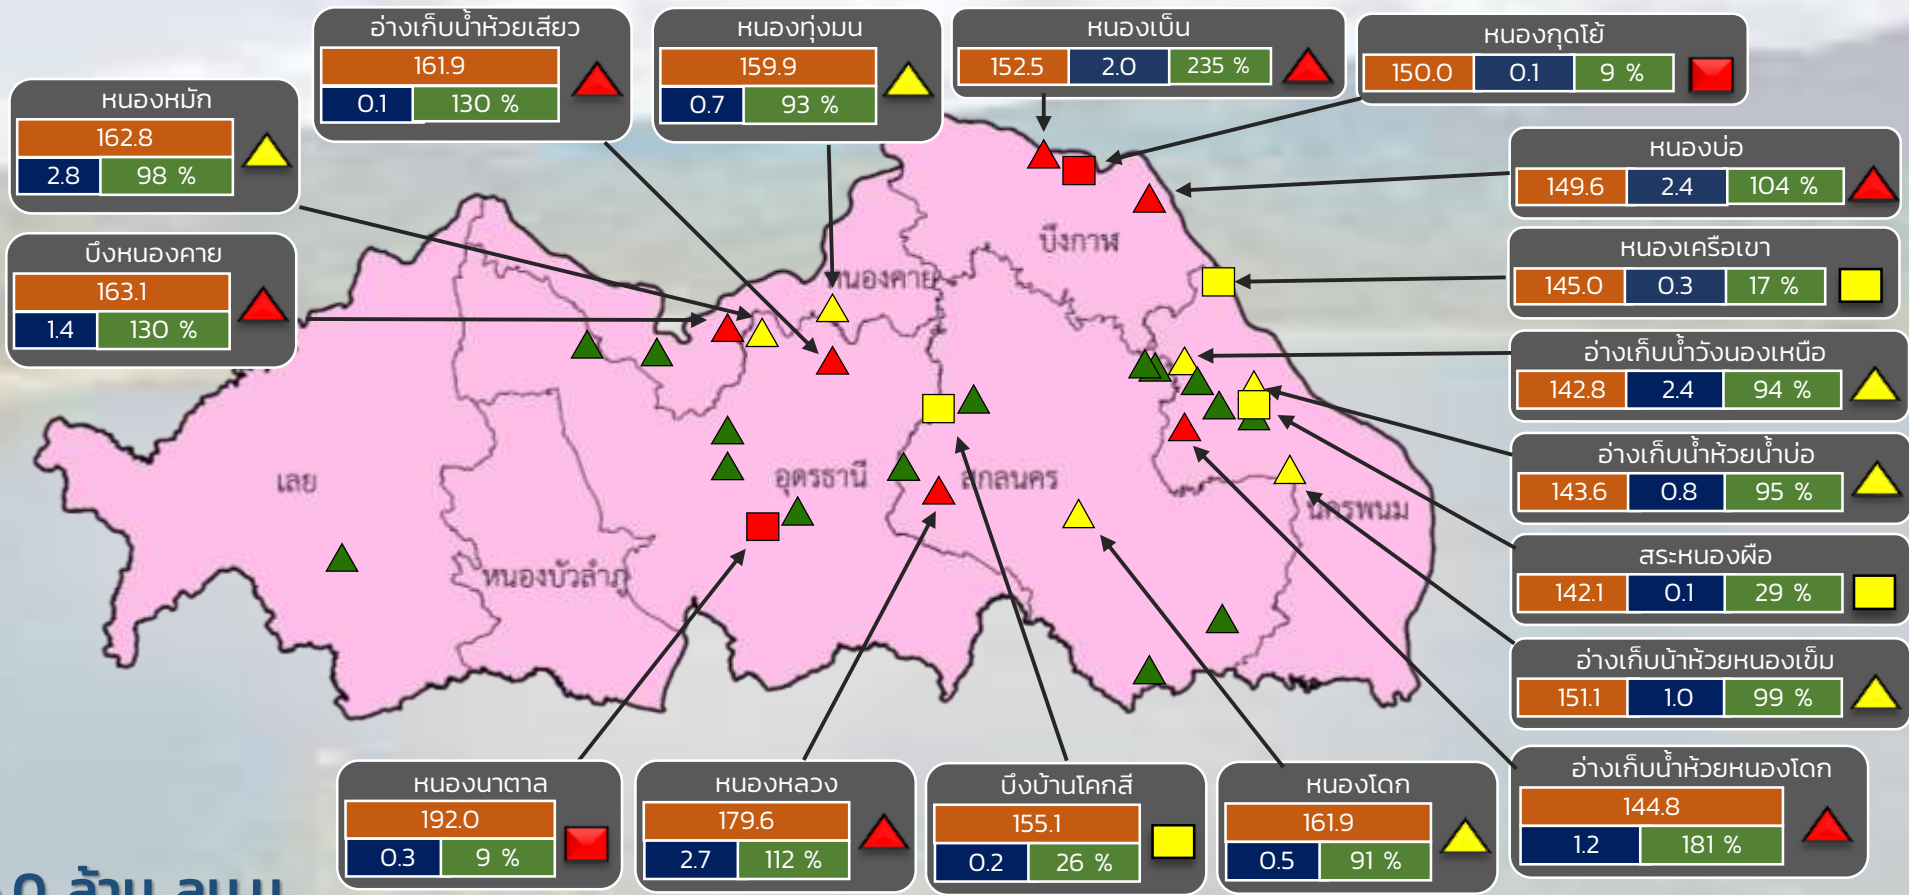 อ่างเก็บน้ำห้วยเสียว
161.9
0.1 130 %
หนองทุ่งมน
159.9
0.7 93 %
หนองเบ็น
152.5 2.0 235 %
หนองกุดโย้
150.0 0.1 9 %
หนองหมัก
162.8
2.8 98 %
หนองบ่อ
149.6 2.4 104 %
บึงหนองคาย
163.1
1.4 130 %
หนองเครือเขา
145.0 0.3 17 %
อ่างเก็บน้ำวังนองเหนือ
142.8 2.4 94 %
อ่างเก็บน้ำห้วยน้ำบ่อ
143.6 0.8 95 %
สระหนองผือ
142.1 0.1 29 %
อ่างเก็บน้าห้วยหนองเข็ม
151.1 1.0 99 %
อ่างเก็บน้ำห้วยหนองโดก
144.8
1.2 181 %
บึงกาฬ
หนองคาย
เลย
อุดรธานี
สกลนคร
นครพนม
หนองบัวลำภู
หนองนาตาล
192.0
0.3 9 %
หนองหลวง
179.6
2.7 112 %
บึงบ้านโคกสี
155.1
0.2 26 %
หนองโดก
161.9
0.5 91 %
ล้าน ลบ.ม